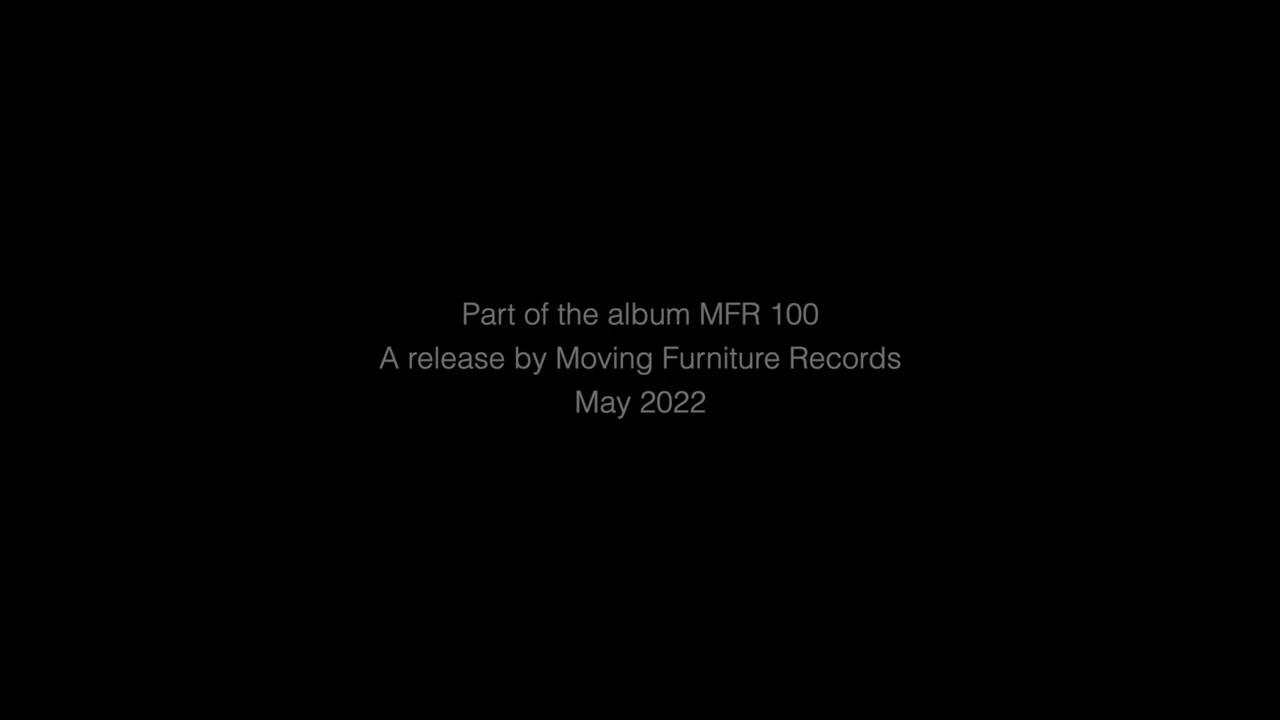 Part of the album MFR 100
A release by Moving Furniture Records
May 2022